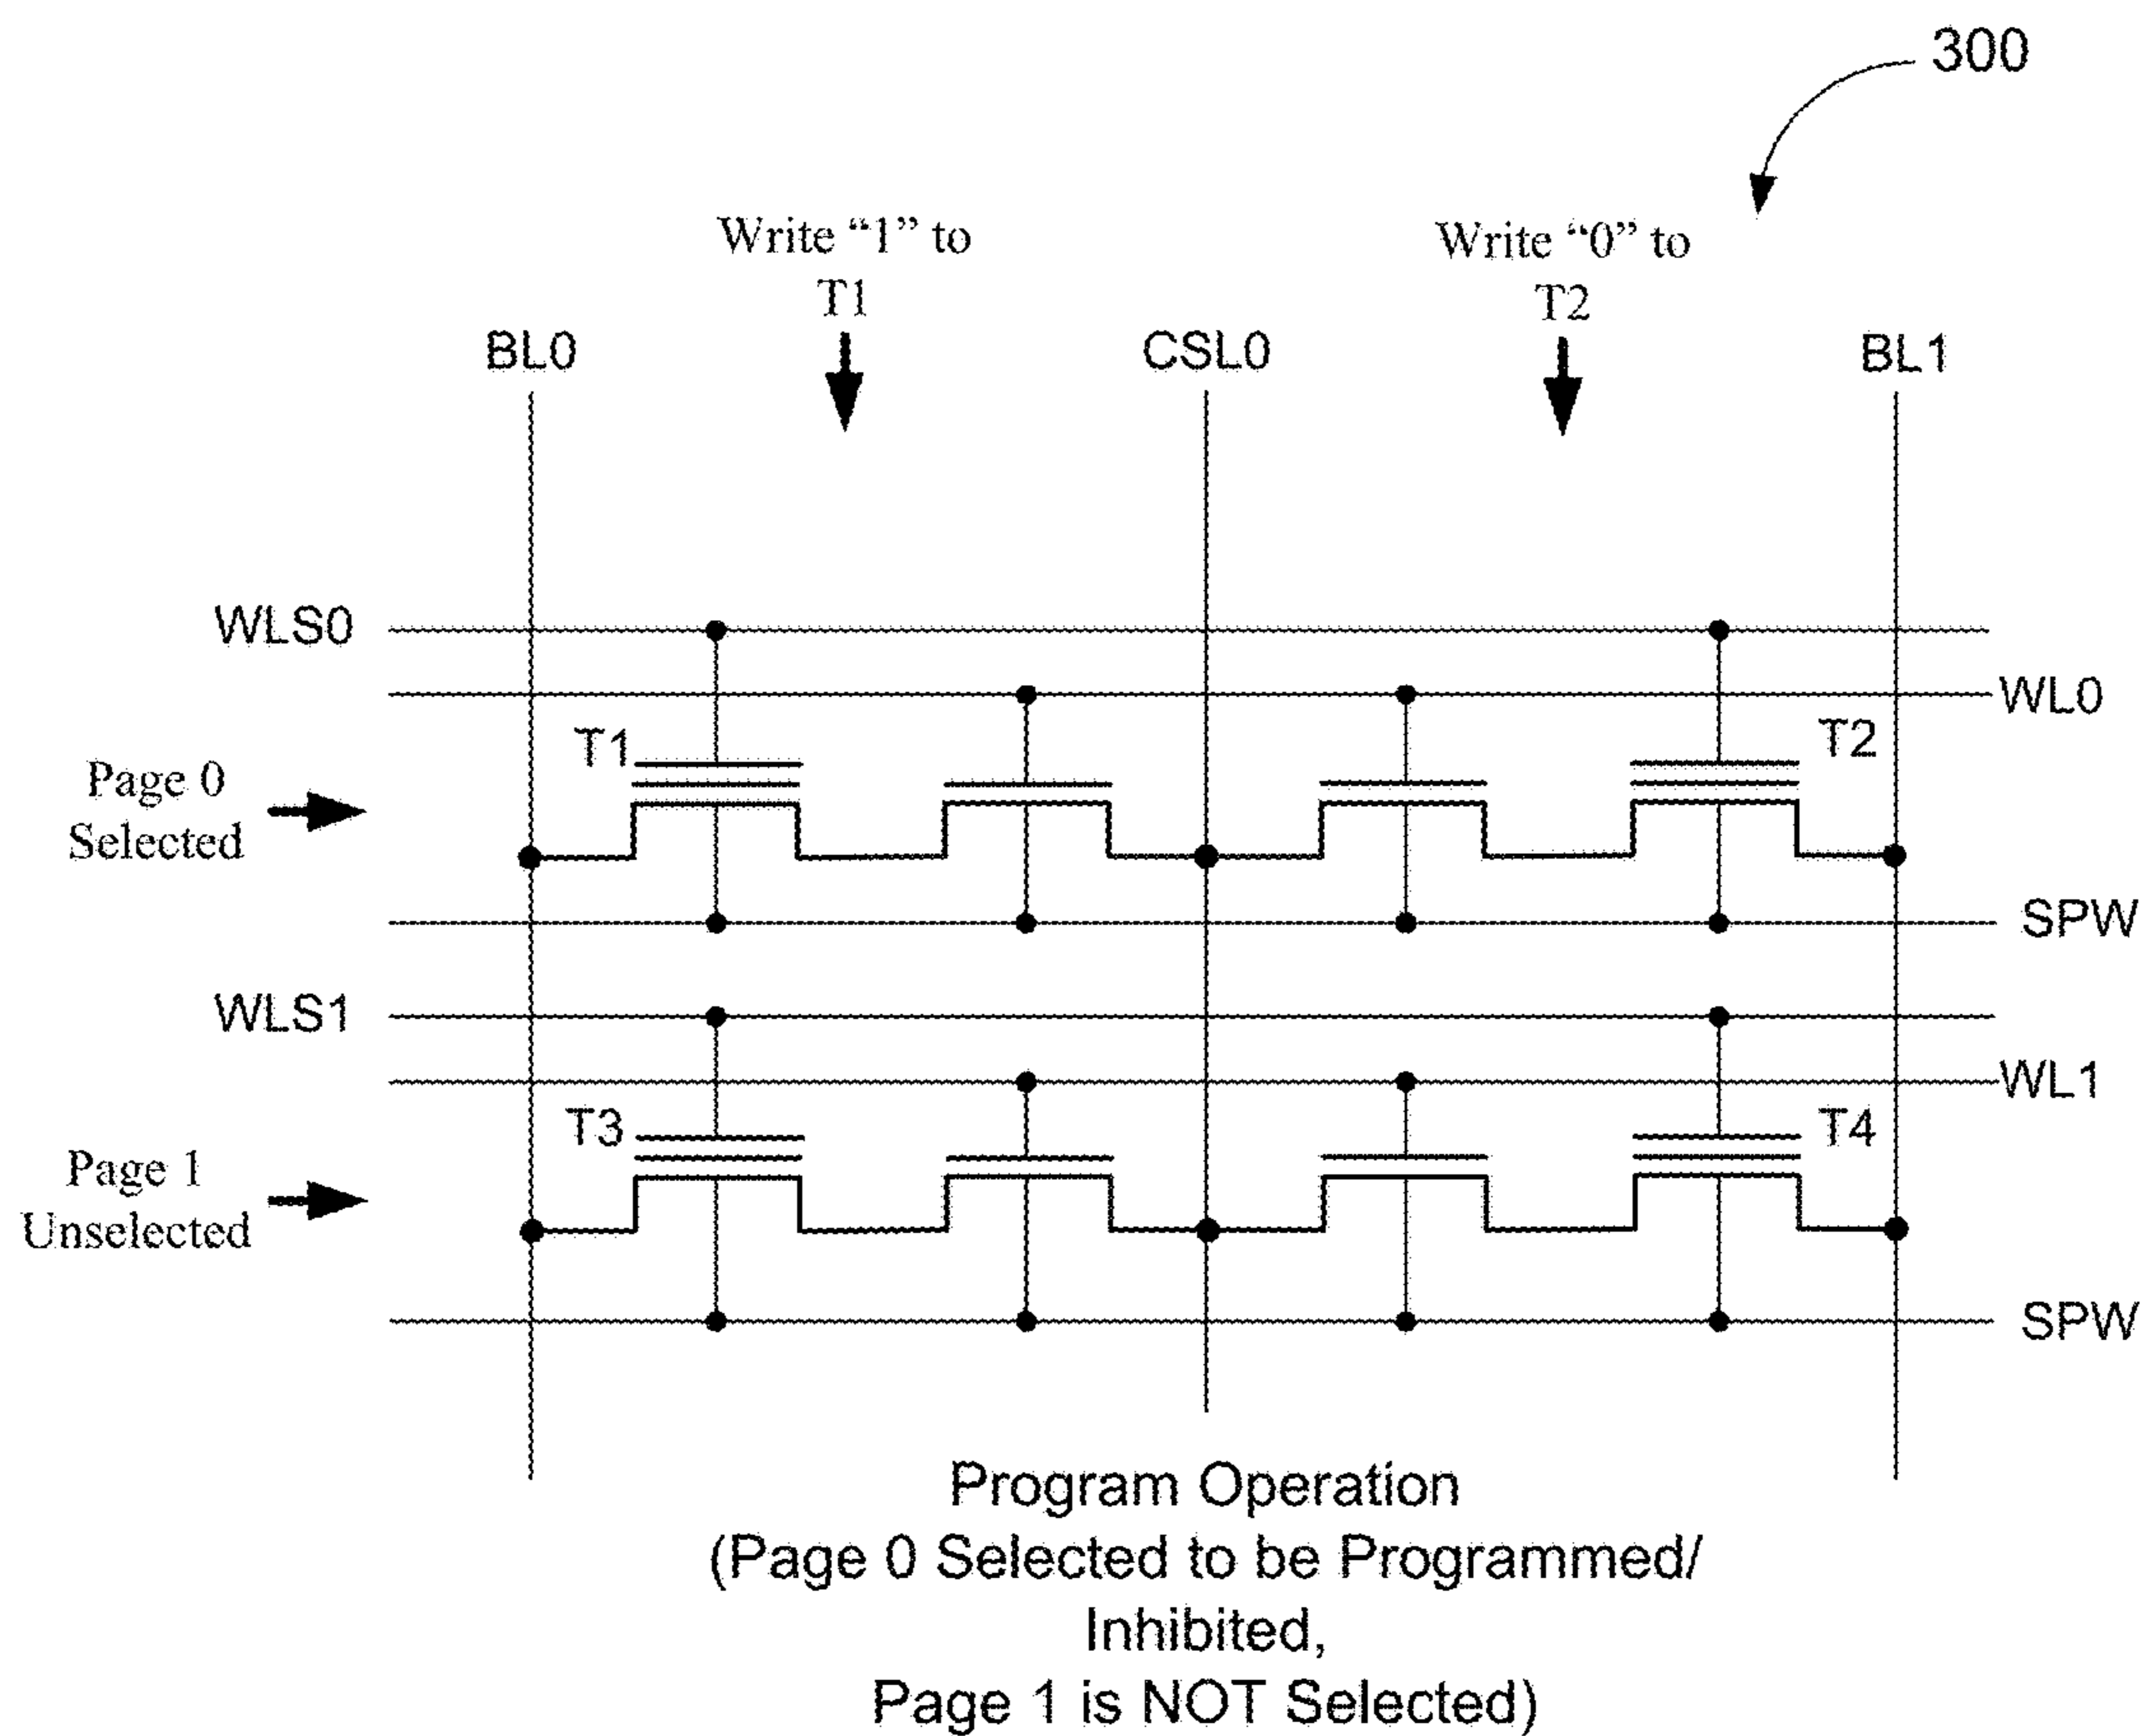 300
Write “1” to
T1
Write “0” to
T2
BL0
CSL0
BL1
WLS0
WL0
T1
T2
Page 0
Selected
SPW
WLS1
WL1
T3
T4
Page 1
Unselected
SPW
Program Operation
(Page 0 Selected to be Programmed/
Inhibited,
Page 1 is NOT Selected)